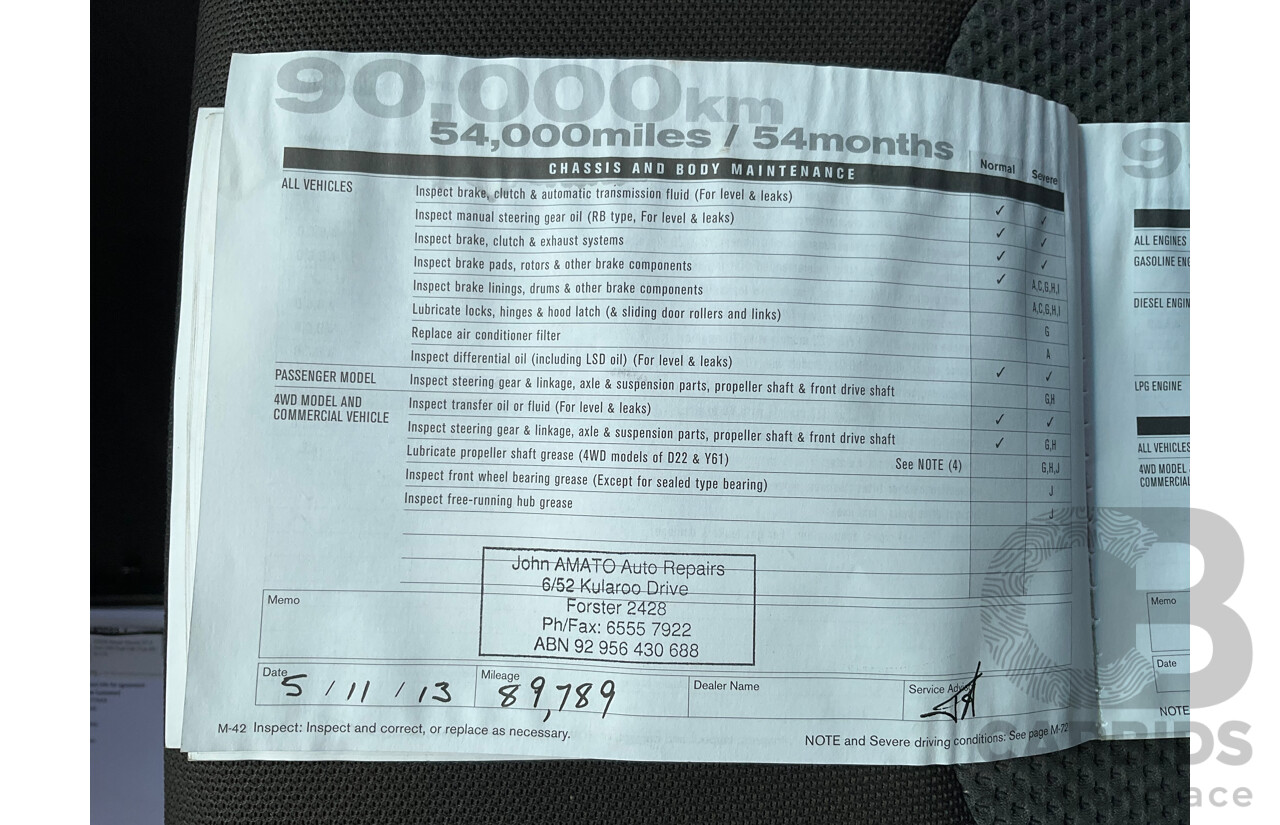 90,000km
54,000miles / 54months
CHASSIS AND BODY MAINTENANCE Normal Severe
ALL VEHICLES
Inspect brake, clutch & automatic transmission fluid (For level & leaks) ✓ ✓
Inspect manual steering gear oil (RB type, For level & leaks) ✓ ✓
Inspect brake, clutch & exhaust systems ✓ ✓
Inspect brake pads, rotors & other brake components ✓ A,C,G,H,I
Inspect brake linings, drums & other brake components A,C,G,H,I
Lubricate locks, hinges & hood latch (& sliding door rollers and links) G
Replace air conditioner filter A
Inspect differential oil (including LSD oil) (For level & leaks) ✓ ✓
PASSENGER MODEL
Inspect steering gear & linkage, axle & suspension parts, propeller shaft & front drive shaft G,H
4WD MODEL AND
COMMERCIAL VEHICLE
Inspect transfer oil or fluid (For level & leaks) ✓ ✓
Inspect steering gear & linkage, axle & suspension parts, propeller shaft & front drive shaft ✓ G,H
Lubricate propeller shaft grease (4WD models of D22 & Y61) See NOTE (4) G,H,J
Inspect front wheel bearing grease (Except for sealed type bearing) J
Inspect free-running hub grease J
John AMATO Auto Repairs
6/52 Kularoo Drive
Forster 2428
Ph/Fax: 6555 7922
ABN 92 956 430 688
Memo
Date 5/11/13
Mileage 89,789
Dealer Name
Service
M-42 Inspect: Inspect and correct, or replace as necessary.
NOTE and Severe driving conditions: See page M-72
9
ALL ENGINES
GASOLINE
DIESEL
LPG ENGINE
ALL VEHICLES
4WD MODEL
Memo
Date
NOTE
CARBIDS